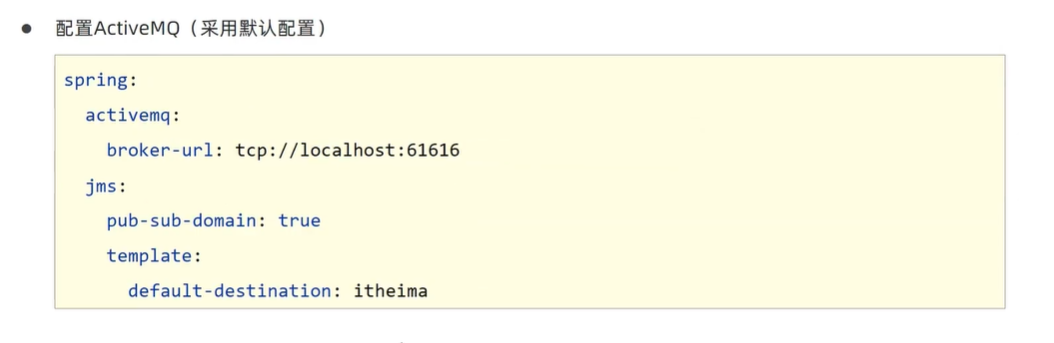 ● 配置ActiveMQ（采用默认配置）
spring:
  activemq:
    broker-url: tcp://localhost:61616
  jms:
    pub-sub-domain: true
    template:
      default-destination: itheima